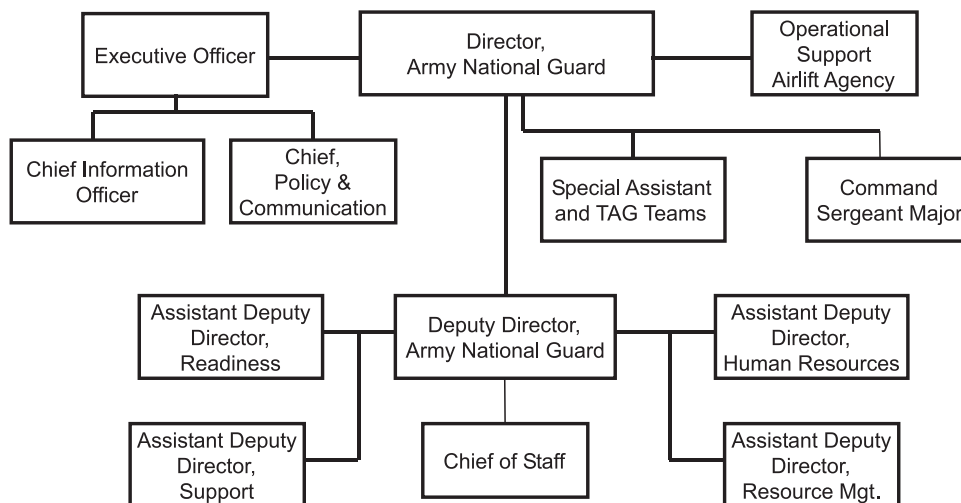 Executive Officer
Director,
Army National Guard
Operational
Support
Airlift Agency
Chief Information
Officer
Chief,
Policy &
Communication
Special Assistant
and TAG Teams
Command
Sergeant Major
Assistant Deputy
Director,
Readiness
Deputy Director,
Army National Guard
Assistant Deputy
Director,
Human Resources
Assistant Deputy
Director,
Support
Chief of Staff
Assistant Deputy
Director,
Resource Mgt.